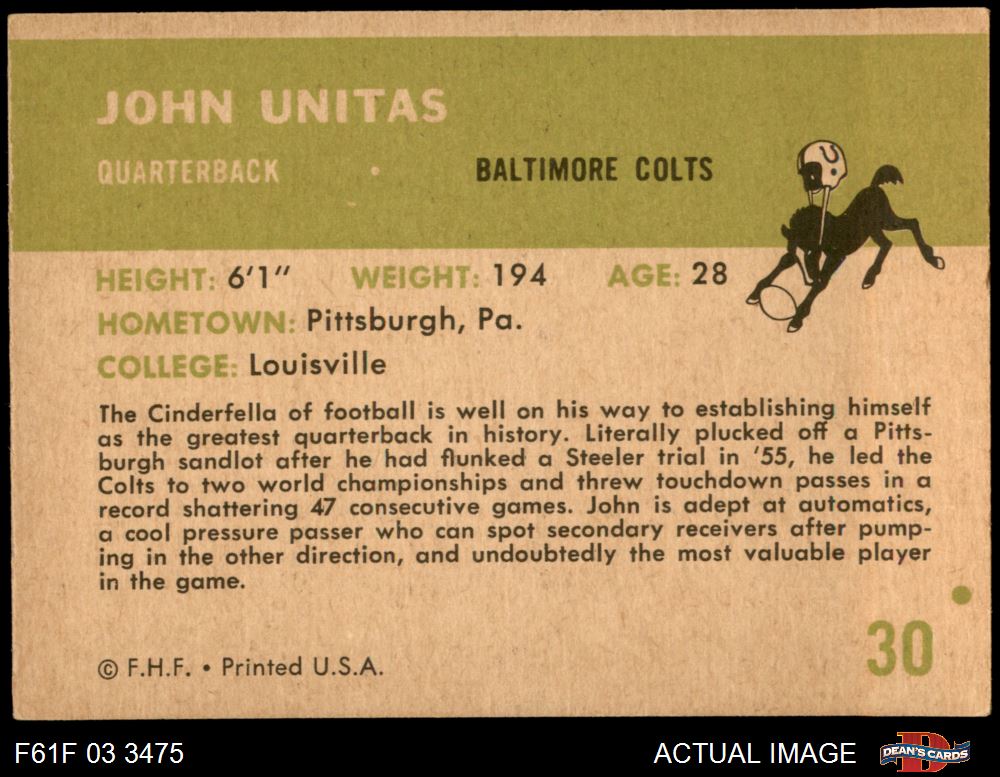 JOHN UNITAS
QUARTERBACK • BALTIMORE COLTS
HEIGHT: 6'1" WEIGHT: 194 AGE: 28
HOMETOWN: Pittsburgh, Pa.
COLLEGE: Louisville
The Cinderfella of football is well on his way to establishing himself
as the greatest quarterback in history. Literally plucked off a Pitts-
burgh sandlot after he had flunked a Steeler trial in '55, he led the
Colts to two world championships and threw touchdown passes in a
record shattering 47 consecutive games. John is adept at automatics,
a cool pressure passer who can spot secondary receivers after pump-
ing in the other direction, and undoubtedly the most valuable player
in the game.
30
© F.H.F. • Printed U.S.A.
F61F 03 3475 ACTUAL IMAGE DEAN'S CARDS